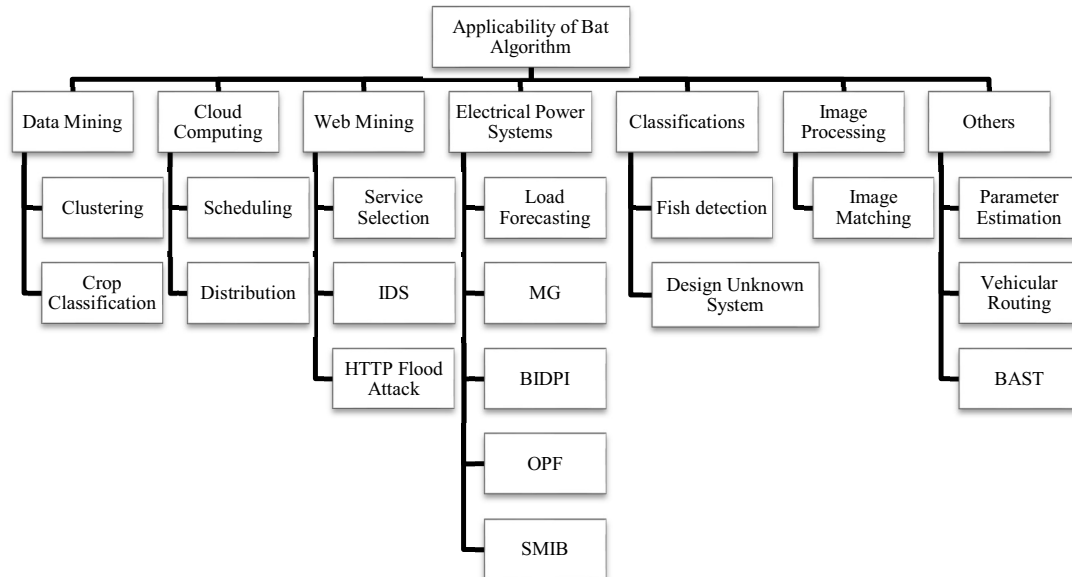 Applicability of Bat
Algorithm
Data Mining
Cloud
Computing
Web Mining
Electrical Power
Systems
Classifications
Image
Processing
Others
Clustering
Scheduling
Service
Selection
Load
Forecasting
Fish detection
Image
Matching
Parameter
Estimation
Crop
Classification
Distribution
IDS
MG
Design Unknown
System
Vehicular
Routing
HTTP Flood
Attack
BIDPI
BAST
OPF
SMIB